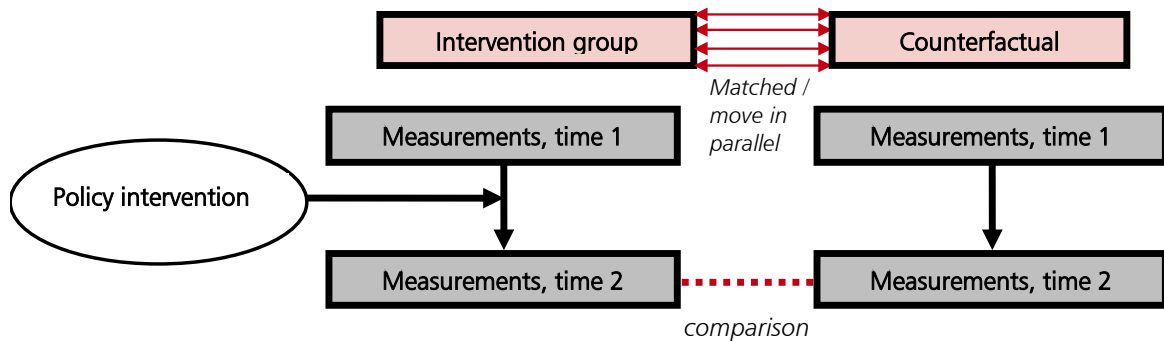 Intervention group
Counterfactual
Matched /
move in
parallel
Measurements, time 1
Measurements, time 1
Policy intervention
Measurements, time 2
Measurements, time 2
comparison